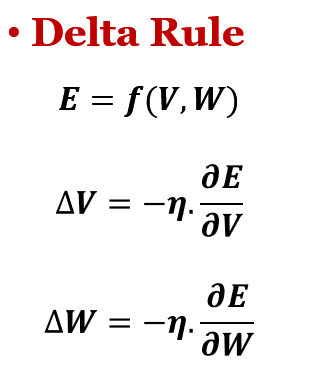 • Delta Rule
E = f(V, W)
ΔV = −η. ∂E/∂V
ΔW = −η. ∂E/∂W